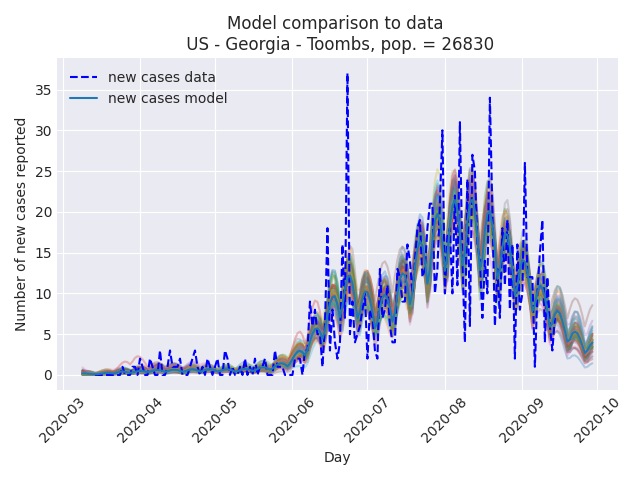 Model comparison to data
US - Georgia - Toombs, pop. = 26830
new cases data
new cases model
Number of new cases reported
35
30
25
20
15
10
5
0
2020-03
2020-04
2020-05
2020-06
2020-07
2020-08
2020-09
2020-10
Day